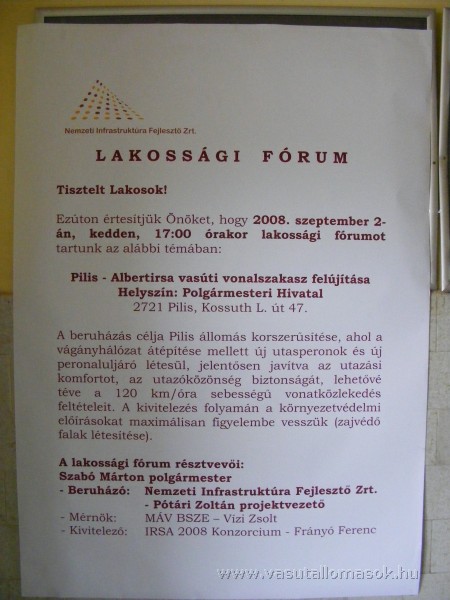 Nemzeti Infrastruktúra Fejlesztő Zrt.
LAKOSSÁGI FÓRUM
Tisztelt Lakosok!
Ezúton értesítjük Önöket, hogy 2008. szeptember 2-
án, kedden, 17:00 órakor lakossági fórumot
tartunk az alábbi témában:
Pilis - Albertirsa vasúti vonalszakasz felújítása
Helyszín: Polgármesteri Hivatal
2721 Pilis, Kossuth L. út 47.
A beruházás célja Pilis állomás korszerűsítése, ahol a
vágányhálózat átépítése mellett új utasperonok és új
peronaluljáró létesül, jelentősen javítva az utazási
komfortot, az utazóközönség biztonságát, lehetővé
téve a 120 km/óra sebességű vonatközlekedés
feltételeit. A kivitelezés folyamán a környezetvédelmi
előírásokat maximálisan figyelembe vesszük (zajvédő
falak létesítése).
A lakossági fórum résztvevői:
Szabó Márton polgármester
- Beruházó: Nemzeti Infrastruktúra Fejlesztő Zrt.
- Pótári Zoltán projektvezető
- Mérnök: MÁV BSZE – Vizi Zsolt
- Kivitelező: IRSA 2008 Konzorcium - Frányó Ferenc
www.vasutallomasok.hu